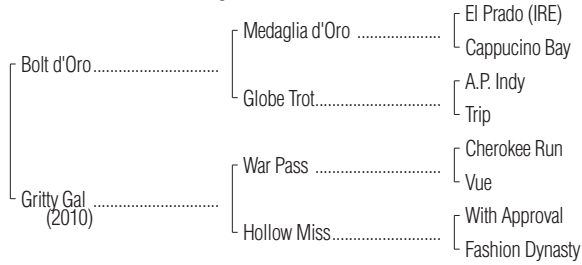 El Prado (IRE)
Medaglia d'Oro ..................
Cappucino Bay
Bolt d'Oro...........................
A.P. Indy
Globe Trot...........................
Trip
Cherokee Run
War Pass ...........................
Vue
Gritty Gal ...........................
(2010)
With Approval
Hollow Miss........................
Fashion Dynasty